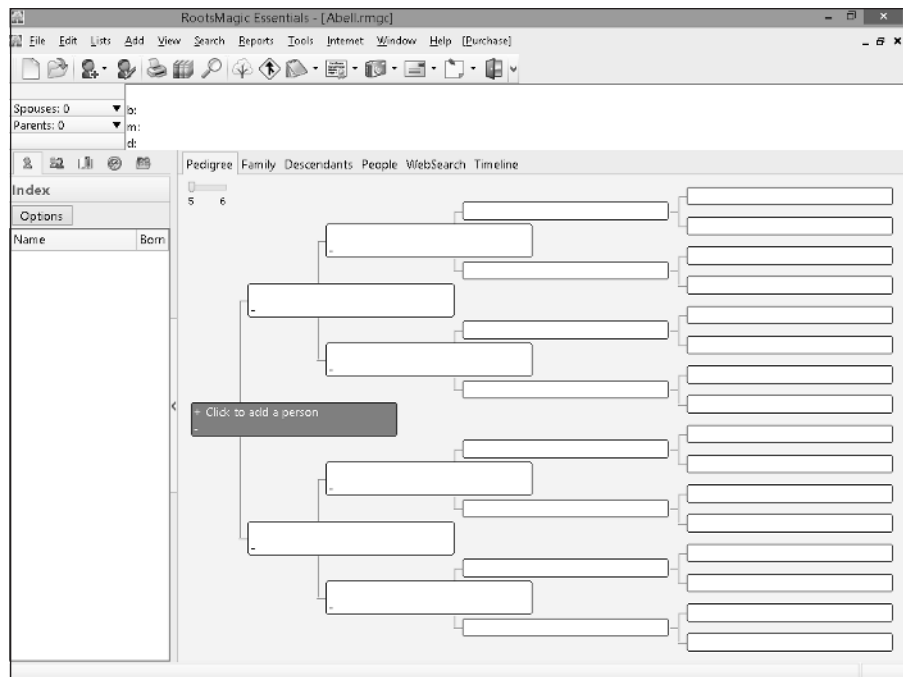 RootsMagic Essentials - [Abell.rmgc]
File Edit Lists Add View Search Reports Tools Internet Window Help [Purchase]
Spouses: 0
b:
Parents: 0
m:
d:
Pedigree Family Descendants People WebSearch Timeline
Index
5 6
Options
Name Born
+ Click to add a person